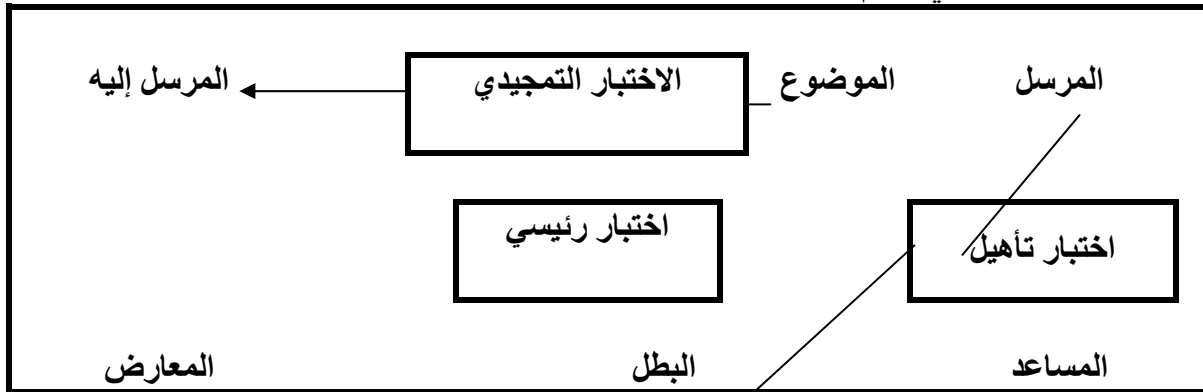 المرسل الموضوع الاختبار التمجيدي المرسل إليه
اختبار تأهيل اختبار رئيسي
المساعد البطل المعارض